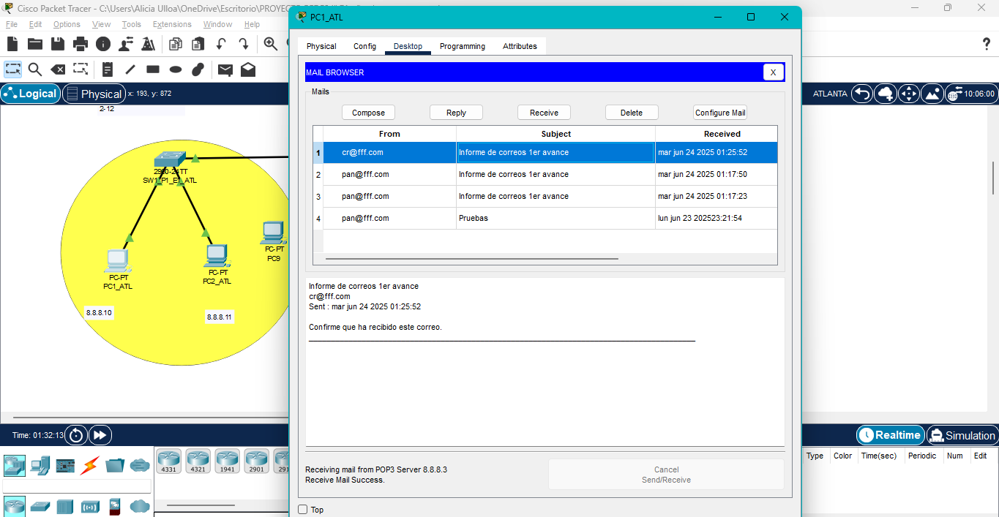 Cisco Packet Tracer - C:\Users\Alicia Ulloa\OneDrive\Escritorio\PROYEC
PC1_ATL
File Edit Options View Tools Extensions Window Help
Physical Config Desktop Programming Attributes
MAIL BROWSER
X
Mails
Logical Physical x: 193, y: 872
ATLANTA 10:06:00
2-12
Compose Reply Receive Delete Configure Mail
From Subject Received
1 cr@fff.com Informe de correos 1er avance mar jun 24 2025 01:25:52
2 pan@fff.com Informe de correos 1er avance mar jun 24 2025 01:17:50
3 pan@fff.com Informe de correos 1er avance mar jun 24 2025 01:17:23
4 pan@fff.com Pruebas lun jun 23 202523:21:54
2960-24TT
SW1_P1_E1_ATL
PC-PT
PC9
PC-PT
PC1_ATL
PC-PT
PC2_ATL
8.8.8.10
8.8.8.11
Informe de correos 1er avance
cr@fff.com
Sent : mar jun 24 2025 01:25:52
Confirme que ha recibido este correo.
Time: 01:32:13
Realtime Simulation
4331 4321 1941 2901 291
Receiving mail from POP3 Server 8.8.8.3
Receive Mail Success.
Cancel
Send/Receive
Type Color Time(sec) Periodic Num Edit
Top